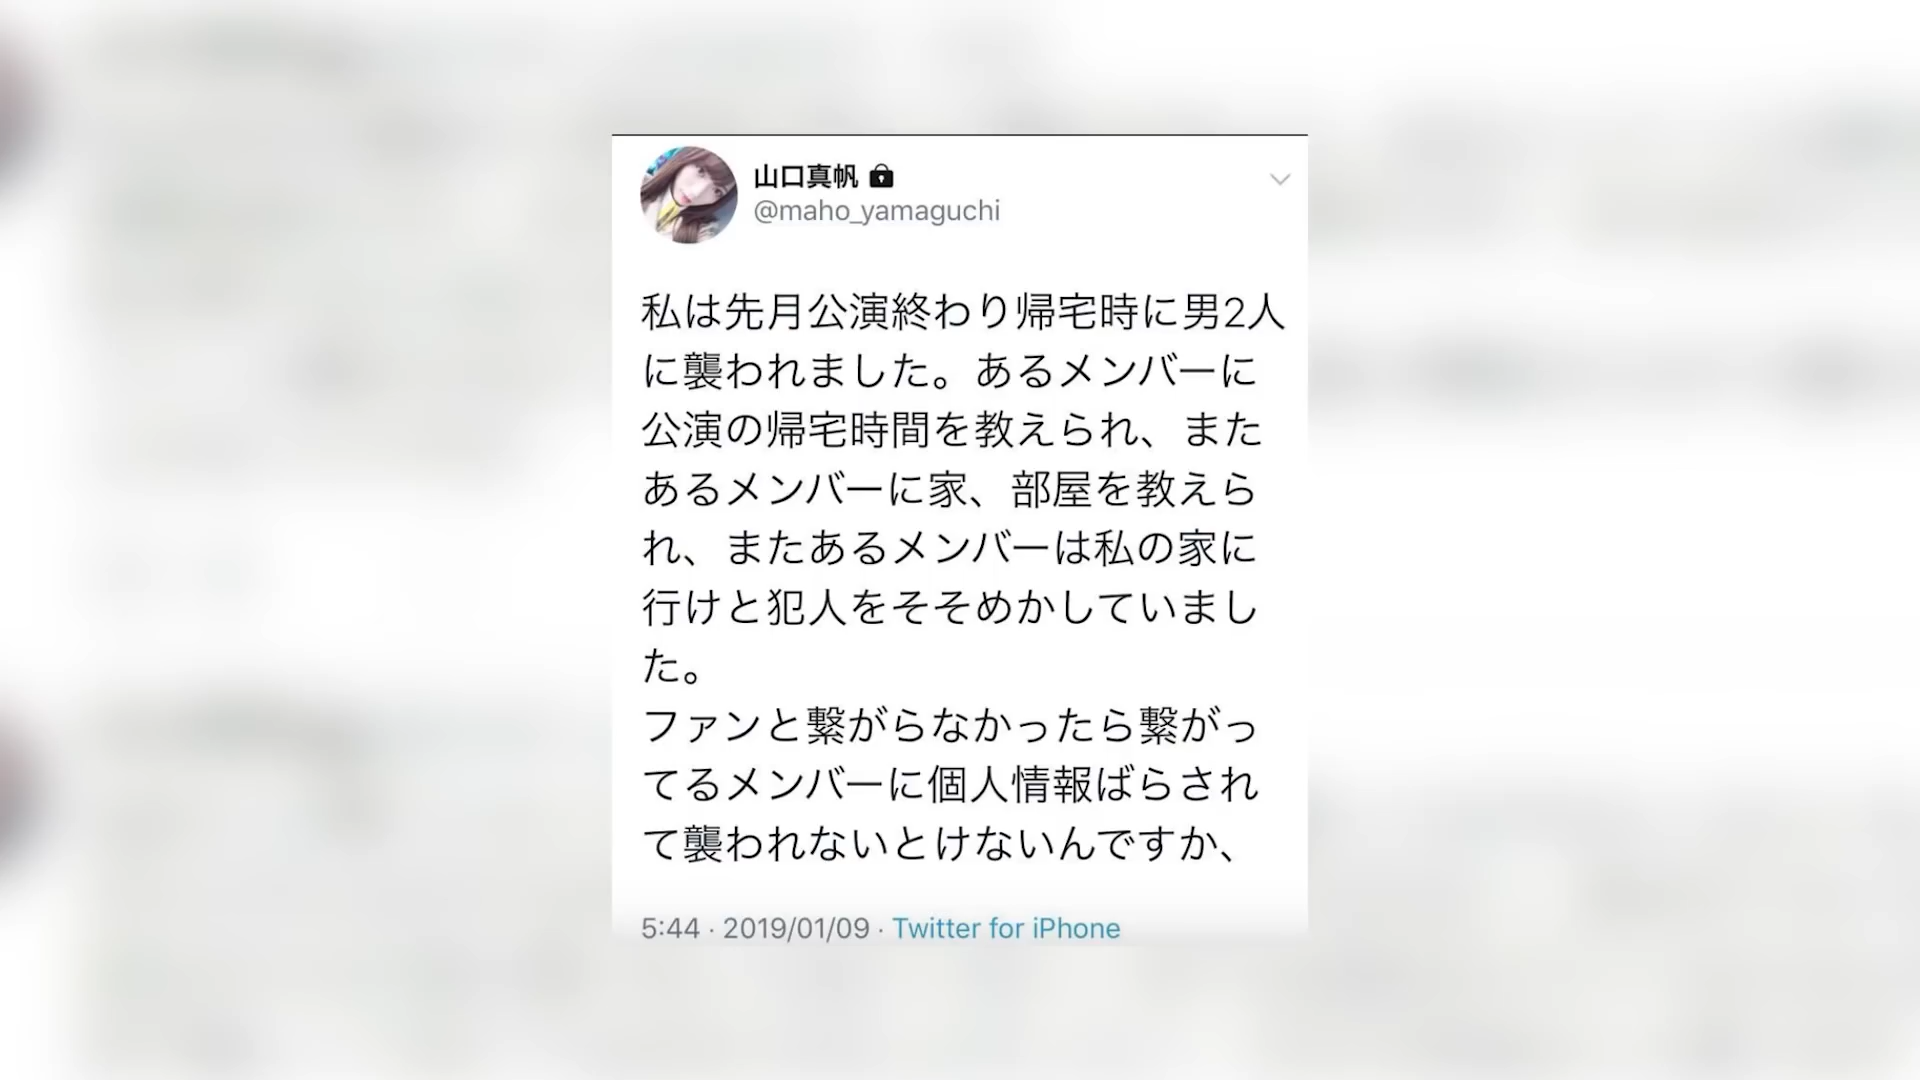 山口真帆
@maho_yamaguchi
私は先月公演終わり帰宅時に男2人
に襲われました。あるメンバーに
公演の帰宅時間を教えられ、また
あるメンバーに家、部屋を教えら
れ、またあるメンバーは私の家に
行けと犯人をそそめかしていまし
た。
ファンと繋がらなかったら繋がっ
てるメンバーに個人情報ばらされ
て襲われないとけないんですか、
5:44 · 2019/01/09 · Twitter for iPhone